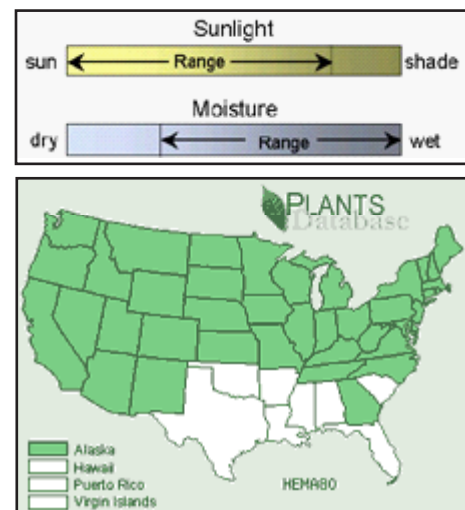 Sunlight
sun Range shade
Moisture
dry Range wet
PLANTS
Database
Alaska
Hawaii
Puerto Rico
Virgin Islands
HEMA80